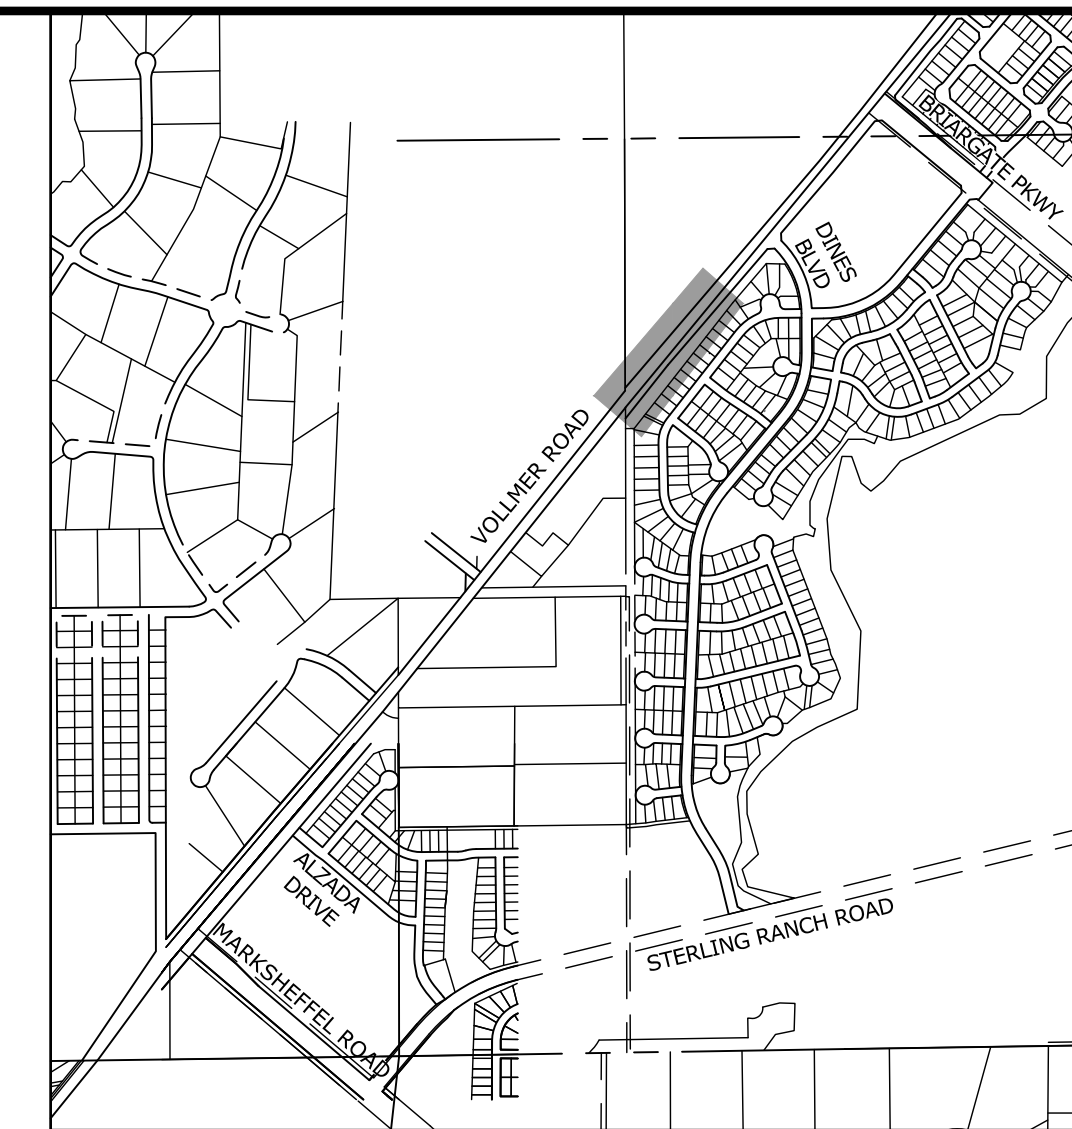 BRIARGATE PKWY
DINES
BLVD
VOLLMER ROAD
ALZADA
DRIVE
STERLING RANCH ROAD
MARKSHEFFEL ROAD